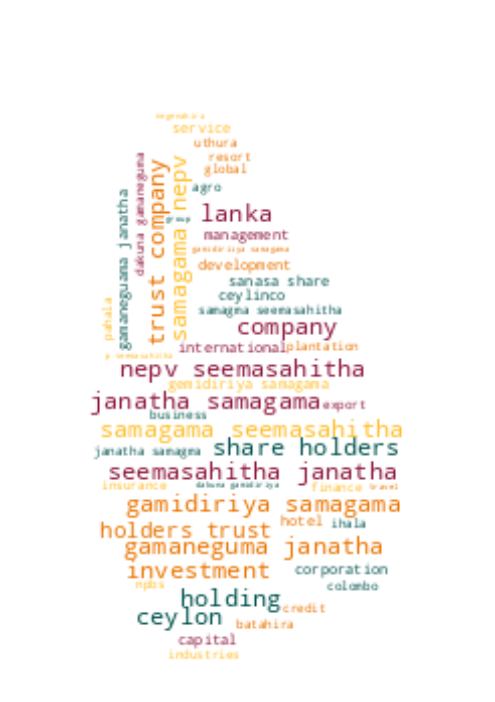 negenahira
service
uthura
resort
global
agro
dakuna gamaneguma
gamaneguama janatha
trust company
samagama nepv
group
lanka
management
gamidiriya samagama
development
sanasa share
ceylinco
samagma seemasahitha
pahala
company
international plantation
nepv seemasahitha
gemidiriya samagama
janatha samagama export
business
samagama seemasahitha
janatha samagma share holders
seemasahitha janatha
insurance dakuna gamidiriya finance travel
gamidiriya samagama
holders trust hotel ihala
gamaneguma janatha
investment corporation
npbs colombo
holding credit
ceylon batahira
capital
industries